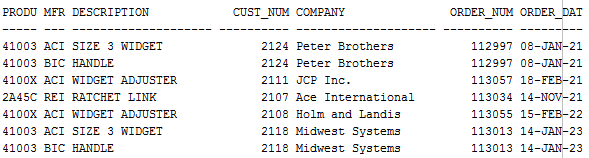 PRODU MFR DESCRIPTION            CUST_NUM COMPANY              ORDER_NUM ORDER_DAT
----- --- -------------------- ---------- -------------------- ---------- ---------
41003 ACI SIZE 3 WIDGET              2124 Peter Brothers           112997 08-JAN-21
41003 BIC HANDLE                     2124 Peter Brothers           112997 08-JAN-21
4100X ACI WIDGET ADJUSTER            2111 JCP Inc.                 113057 18-FEB-21
2A45C REI RATCHET LINK               2107 Ace International        113034 14-NOV-21
4100X ACI WIDGET ADJUSTER            2108 Holm and Landis          113055 15-FEB-22
41003 ACI SIZE 3 WIDGET              2118 Midwest Systems          113013 14-JAN-23
41003 BIC HANDLE                     2118 Midwest Systems          113013 14-JAN-23